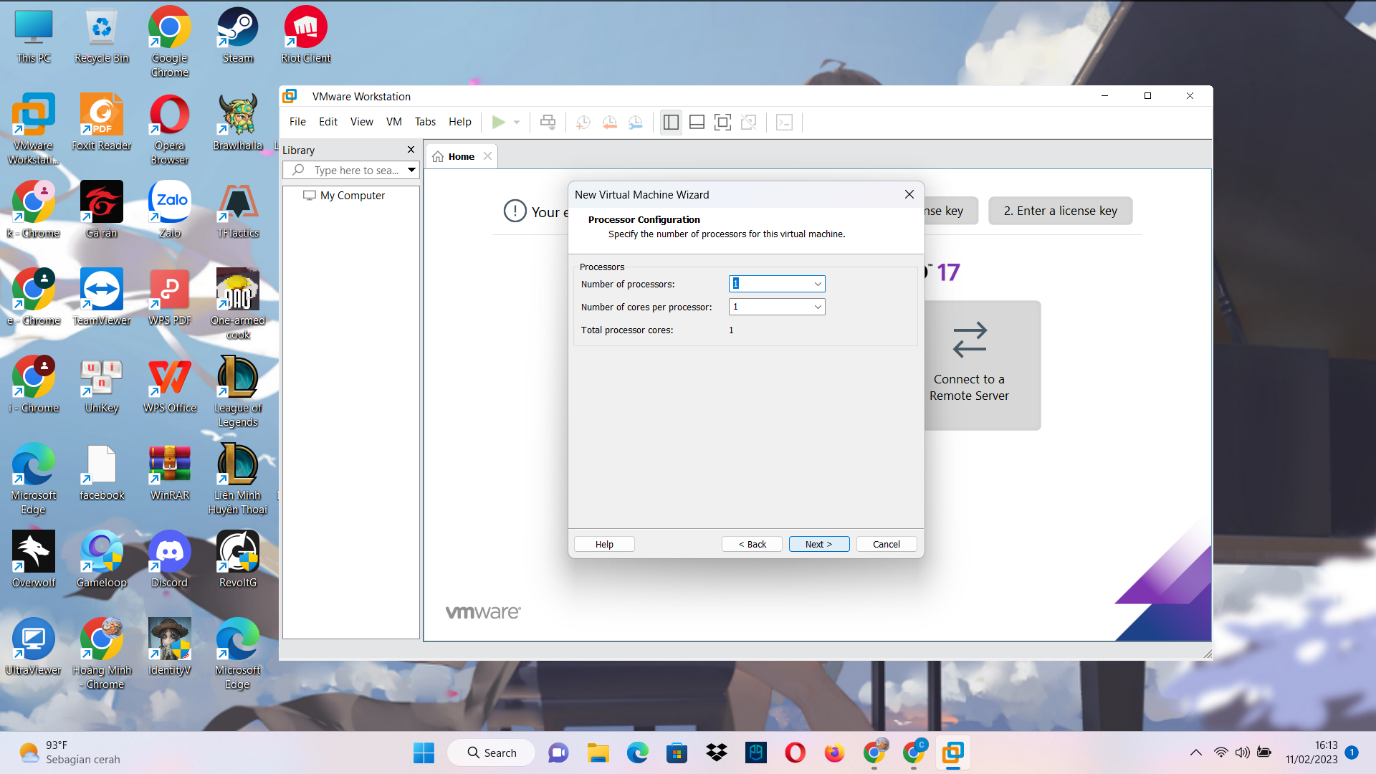 This PC
Recycle Bin
Google
Chrome
Steam
Riot Client
VMware
Workstati...
Foxit Reader
Opera
Browser
Brawlhalla
k - Chrome
Gà rán
Zalo
Zalo
TFTactics
e - Chrome
TeamViewer
WPS PDF
One-armed
cook
i - Chrome
UniKey
WPS Office
League of
Legends
Microsoft
Edge
facebook
WinRAR
Liên Minh
Huyền Thoại
Overwolf
Gameloop
Discord
RevoltG
UltraViewer
Hoàng Minh
- Chrome
IdentityV
Microsoft
Edge
VMware Workstation
File Edit View VM Tabs Help
Library
Type here to sea...
My Computer
Home
Your e
nse key
2. Enter a license key
17
Connect to a
Remote Server
vmware
New Virtual Machine Wizard
Processor Configuration
Specify the number of processors for this virtual machine.
Processors
Number of processors: 1
Number of cores per processor: 1
Total processor cores: 1
Help
< Back
Next >
Cancel
93°F
Sebagian cerah
Search
16:13
11/02/2023
1